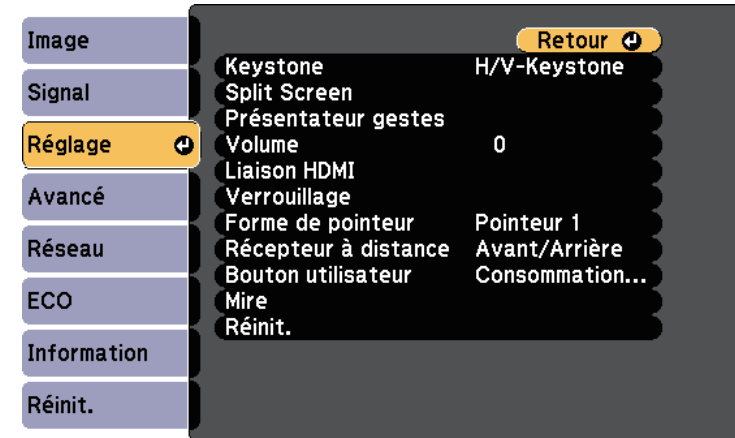 Image
Signal
Réglage
Avancé
Réseau
ECO
Information
Réinit.
Retour
Keystone H/V-Keystone
Split Screen
Présentateur gestes
Volume 0
Liaison HDMI
Verrouillage
Forme de pointeur Pointeur 1
Récepteur à distance Avant/Arrière
Bouton utilisateur Consommation...
Mire
Réinit.